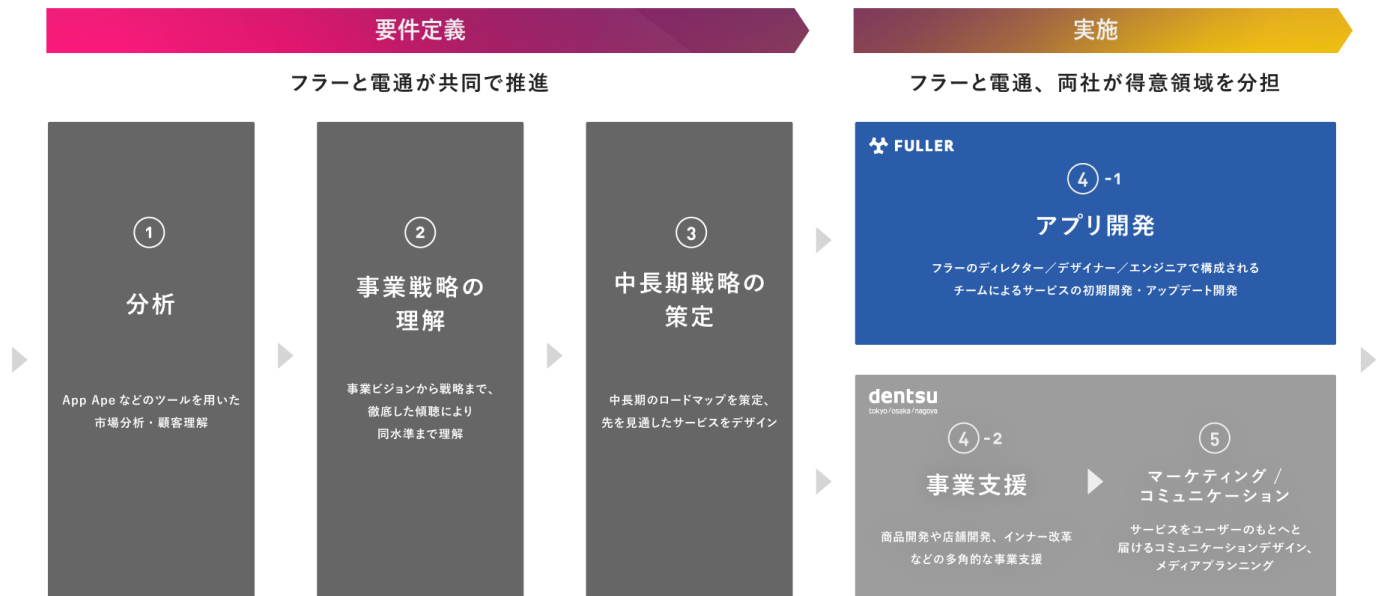 要件定義
フラーと電通が共同で推進
①
分析
App Ape などのツールを用いた
市場分析・顧客理解
②
事業戦略の
理解
事業ビジョンから戦略まで、
徹底した傾聴により
同水準まで理解
③
中長期戦略の
策定
中長期のロードマップを策定、
先を見通したサービスをデザイン
実施
フラーと電通、両社が得意領域を分担
FULLER
④-1
アプリ開発
フラーのディレクター／デザイナー／エンジニアで構成される
チームによるサービスの初期開発・アップデート開発
dentsu
tokyo/osaka/nagoya
④-2
事業支援
商品開発や店舗開発、インナー改革
などの多角的な事業支援
⑤
マーケティング /
コミュニケーション
サービスをユーザーのもとへと
届けるコミュニケーションデザイン、
メディアプランニング